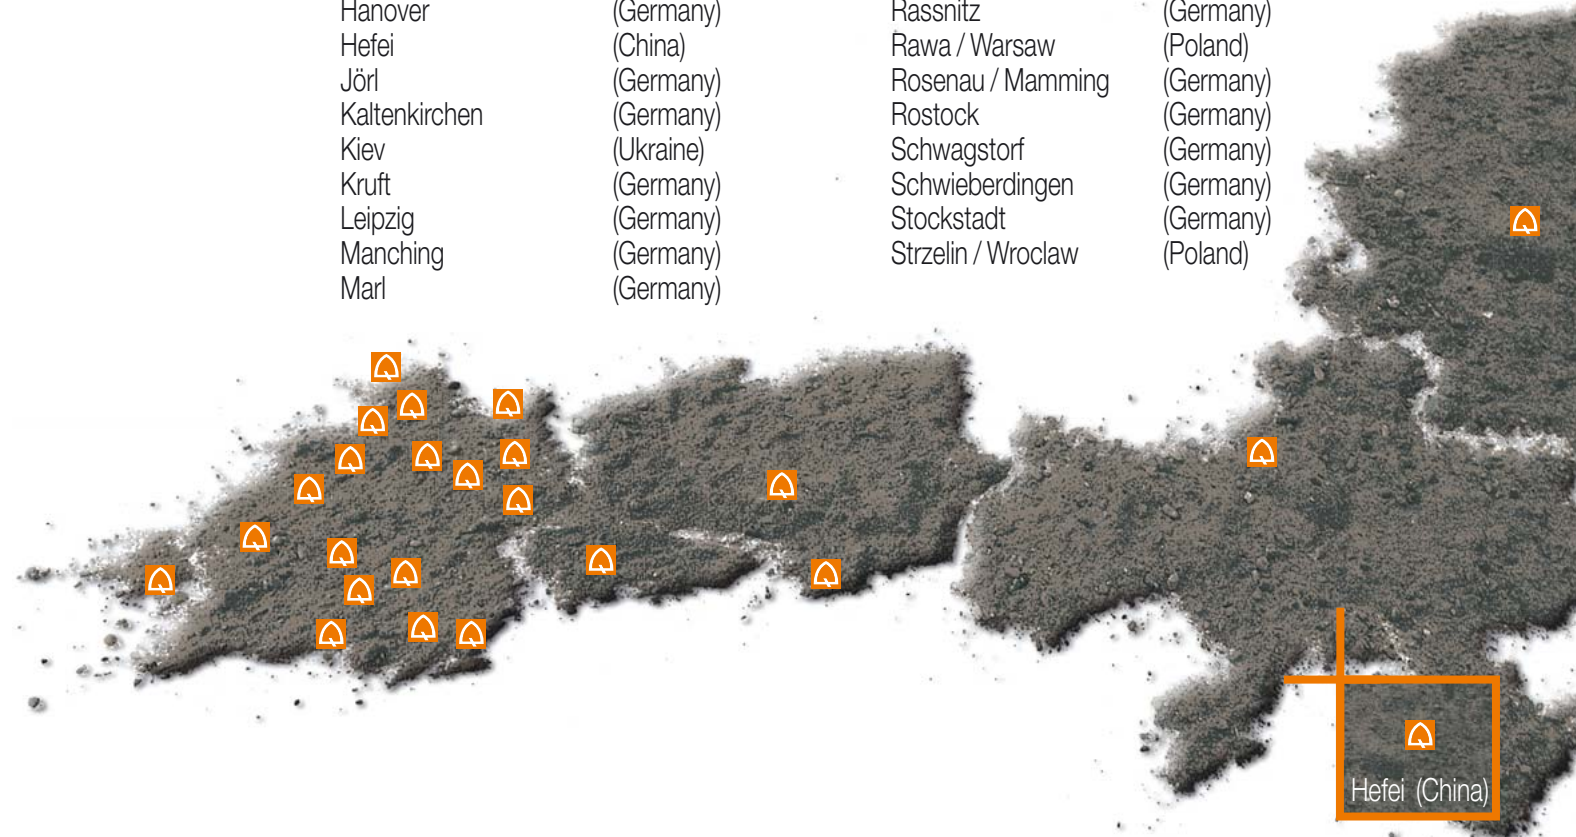 Hanover (Germany)
Hefei (China)
Jörl (Germany)
Kaltenkirchen (Germany)
Kiev (Ukraine)
Kruft (Germany)
Leipzig (Germany)
Manching (Germany)
Marl (Germany)
Rassnitz (Germany)
Rawa / Warsaw (Poland)
Rosenau / Mamming (Germany)
Rostock (Germany)
Schwagstorf (Germany)
Schwieberdingen (Germany)
Stockstadt (Germany)
Strzelin / Wroclaw (Poland)
Hefei (China)